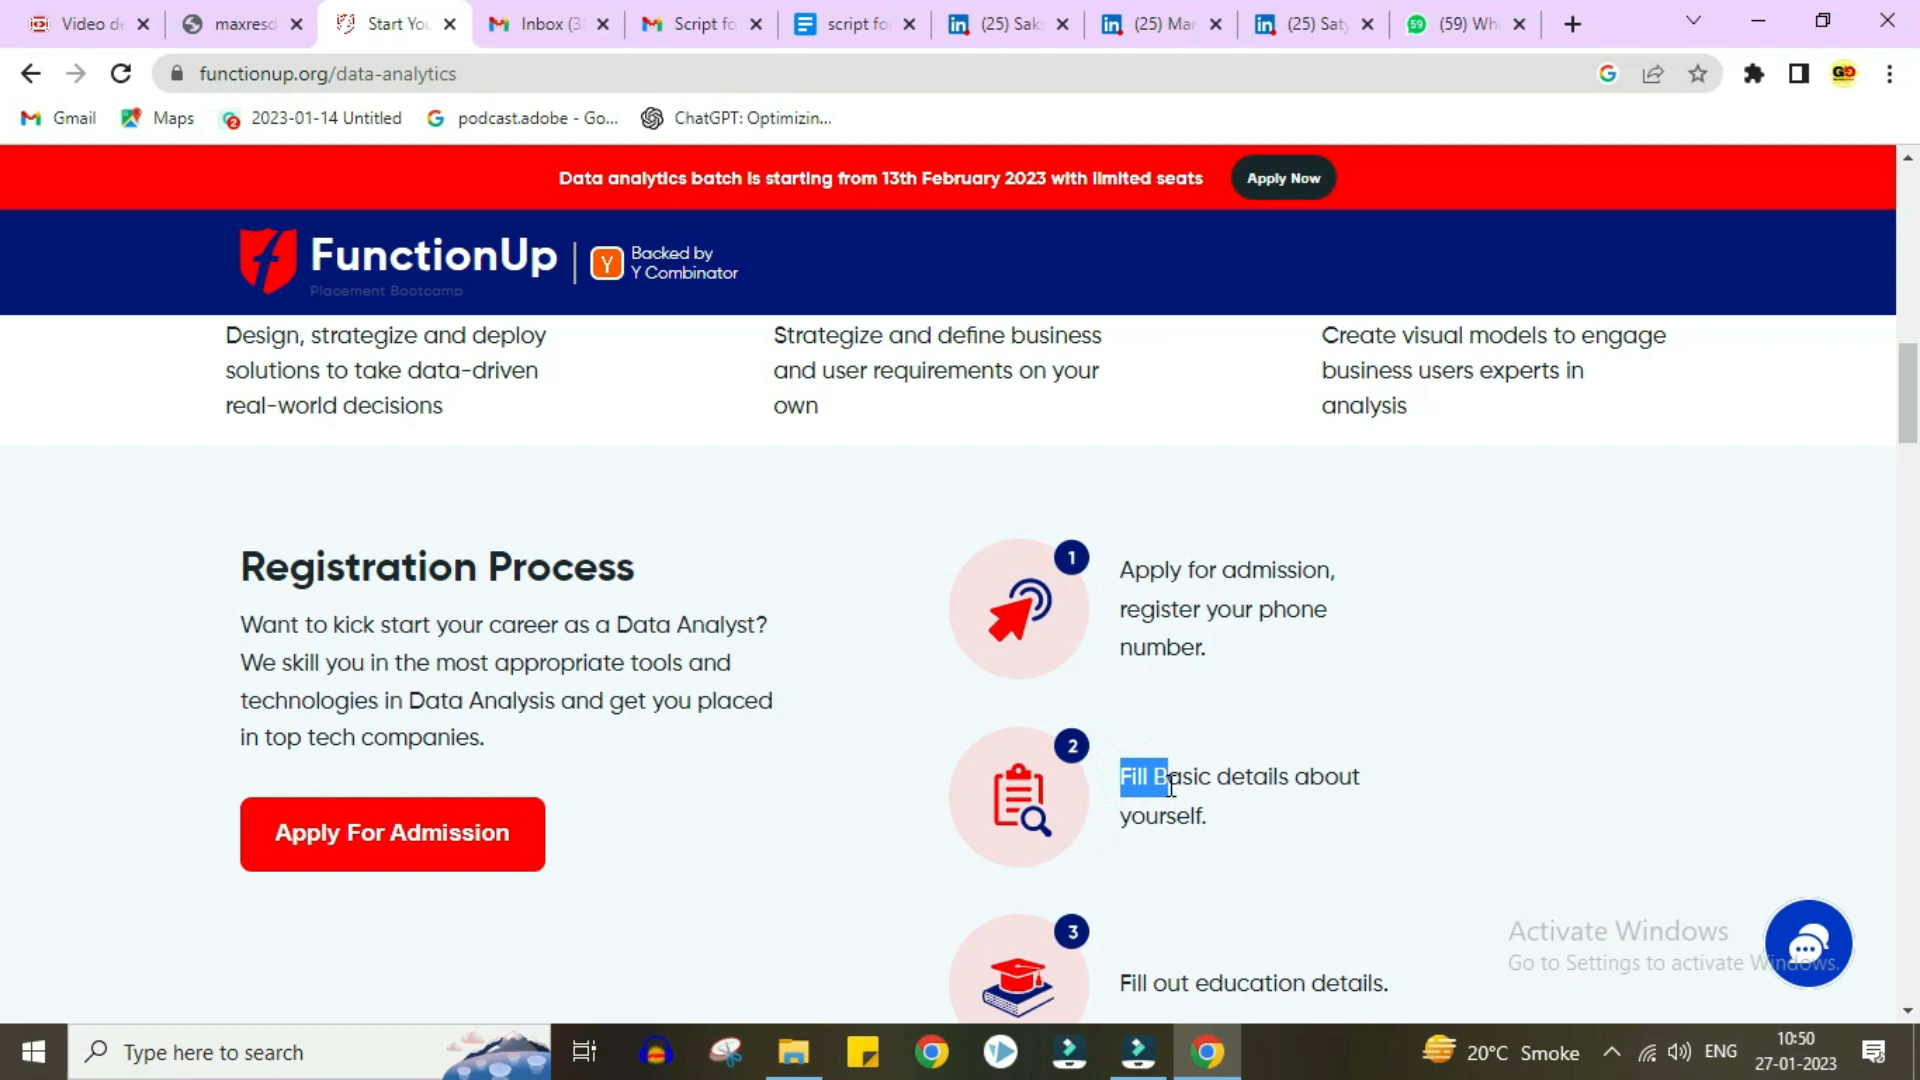 Video de
maxresd
Start You
Inbox (3
Script fo
script fo
(25) Saks
(25) Mar
(25) Saty
(59) Wha
functionup.org/data-analytics
Gmail
Maps
2023-01-14 Untitled
podcast.adobe - Go...
ChatGPT: Optimizin...
Data analytics batch is starting from 13th February 2023 with limited seats
Apply Now
FunctionUp
Placement Bootcamp
Backed by
Y Combinator
Design, strategize and deploy
solutions to take data-driven
real-world decisions
Strategize and define business
and user requirements on your
own
Create visual models to engage
business users experts in
analysis
Registration Process
Want to kick start your career as a Data Analyst?
We skill you in the most appropriate tools and
technologies in Data Analysis and get you placed
in top tech companies.
Apply For Admission
1
Apply for admission,
register your phone
number.
2
Fill Basic details about
yourself.
3
Fill out education details.
Activate Windows
Go to Settings to activate Windows.
Type here to search
20°C Smoke
ENG
10:50
27-01-2023